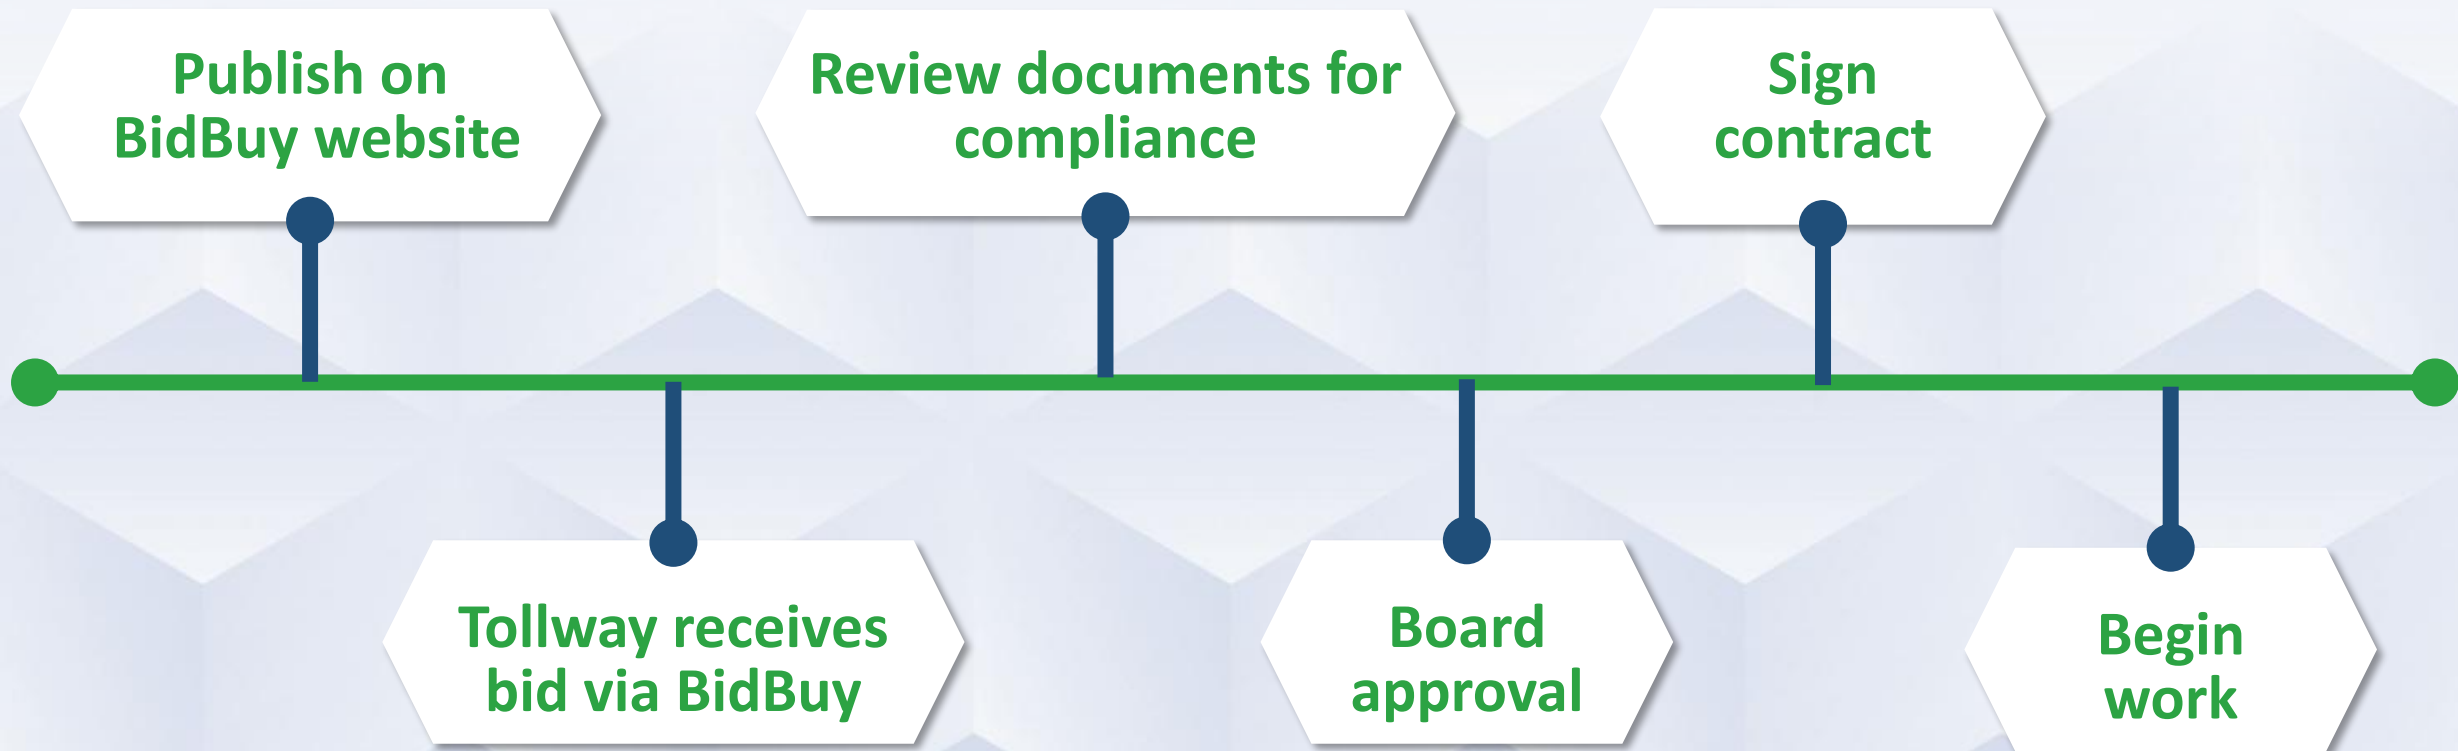 Publish on
BidBuy website
Tollway receives
bid via BidBuy
Review documents for
compliance
Board
approval
Sign
contract
Begin
work